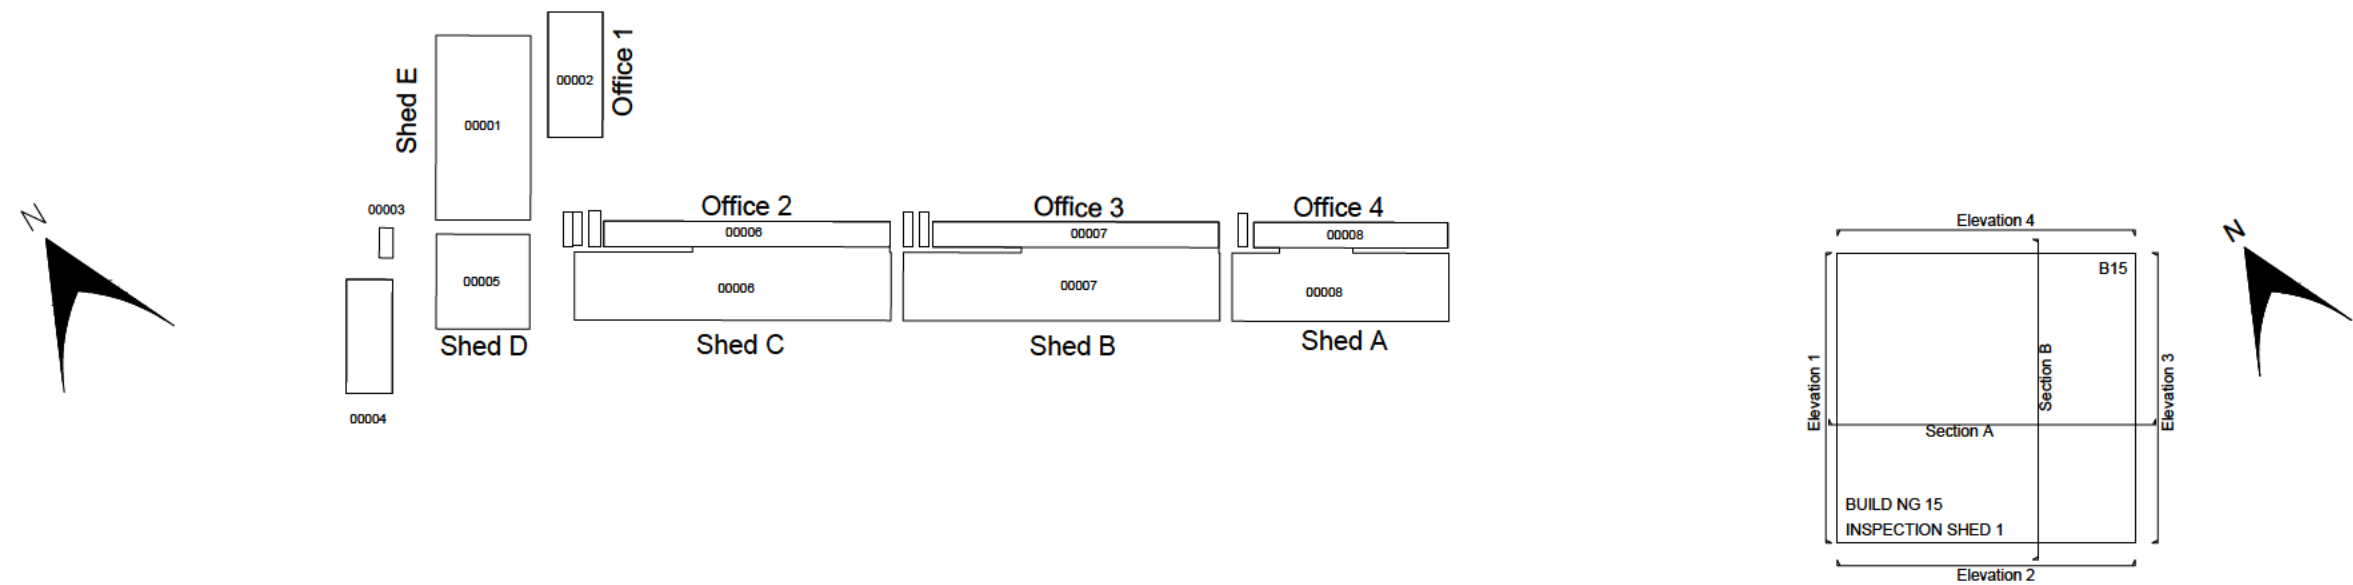 Office 1
00002
Shed E
00001
N
00003
Office 2
Office 3
Office 4
00006
00007
00008
00005
00006
00007
00008
Shed D
Shed C
Shed B
Shed A
00004
Elevation 4
N
B15
Elevation 1
Section B
Elevation 3
Section A
BUILD NG 15
INSPECTION SHED 1
Elevation 2